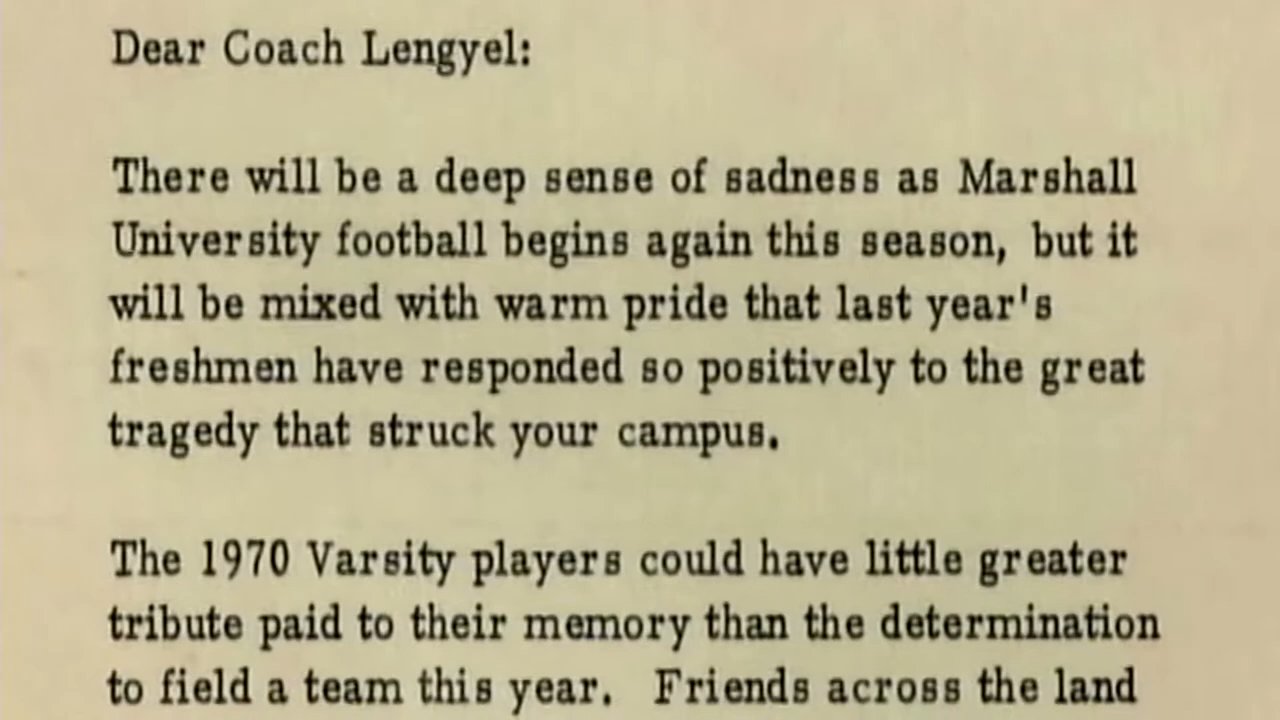 Dear Coach Lengyel:
There will be a deep sense of sadness as Marshall
University football begins again this season, but it
will be mixed with warm pride that last year's
freshmen have responded so positively to the great
tragedy that struck your campus.
The 1970 Varsity players could have little greater
tribute paid to their memory than the determination
to field a team this year. Friends across the land